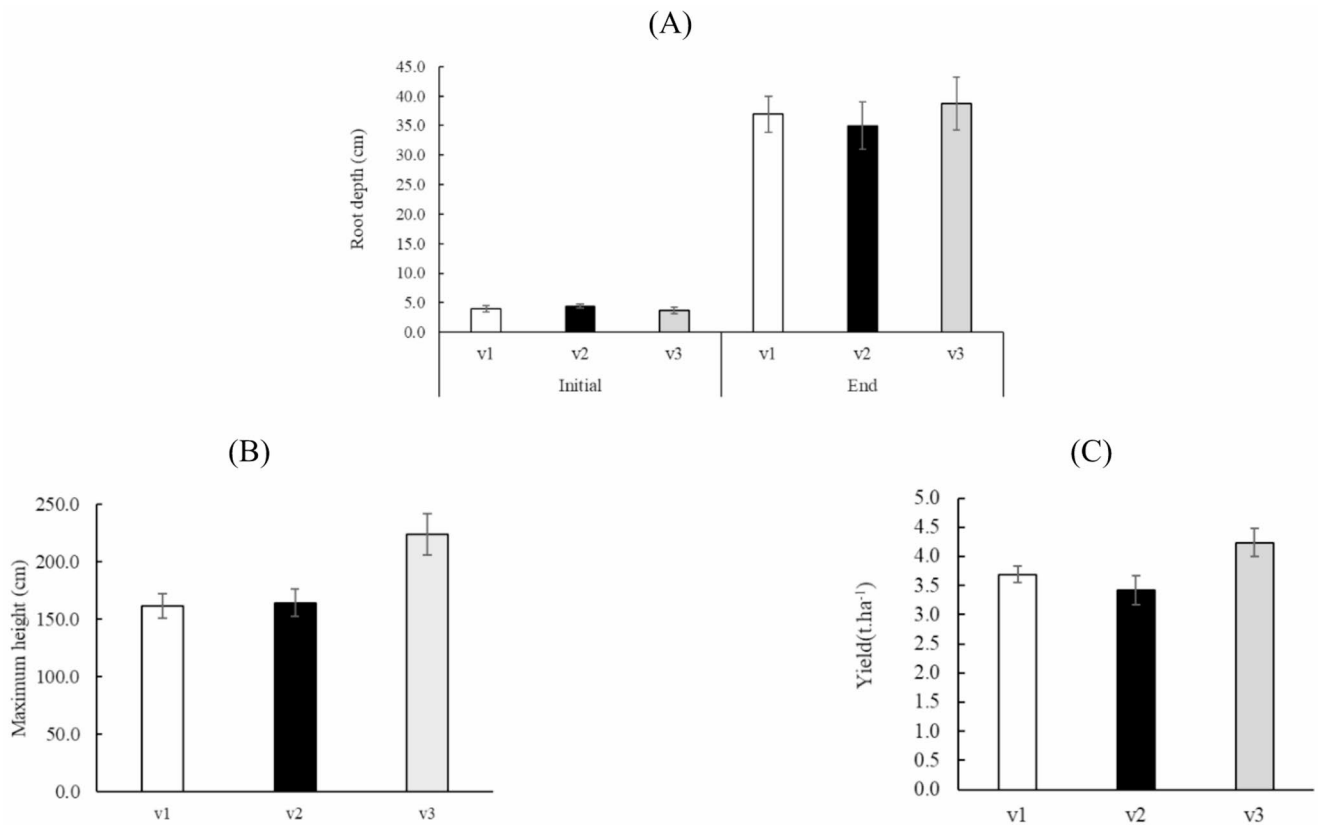 (A)
45.0
40.0
35.0
30.0
25.0
20.0
15.0
10.0
5.0
0.0
Root depth (cm)
v1 v2 v3 v1 v2 v3
Initial End
(B)
250.0
200.0
150.0
100.0
50.0
0.0
Maximum height (cm)
v1 v2 v3
(C)
5.0
4.5
4.0
3.5
3.0
2.5
2.0
1.5
1.0
0.5
0.0
Yield(t.ha⁻¹)
v1 v2 v3